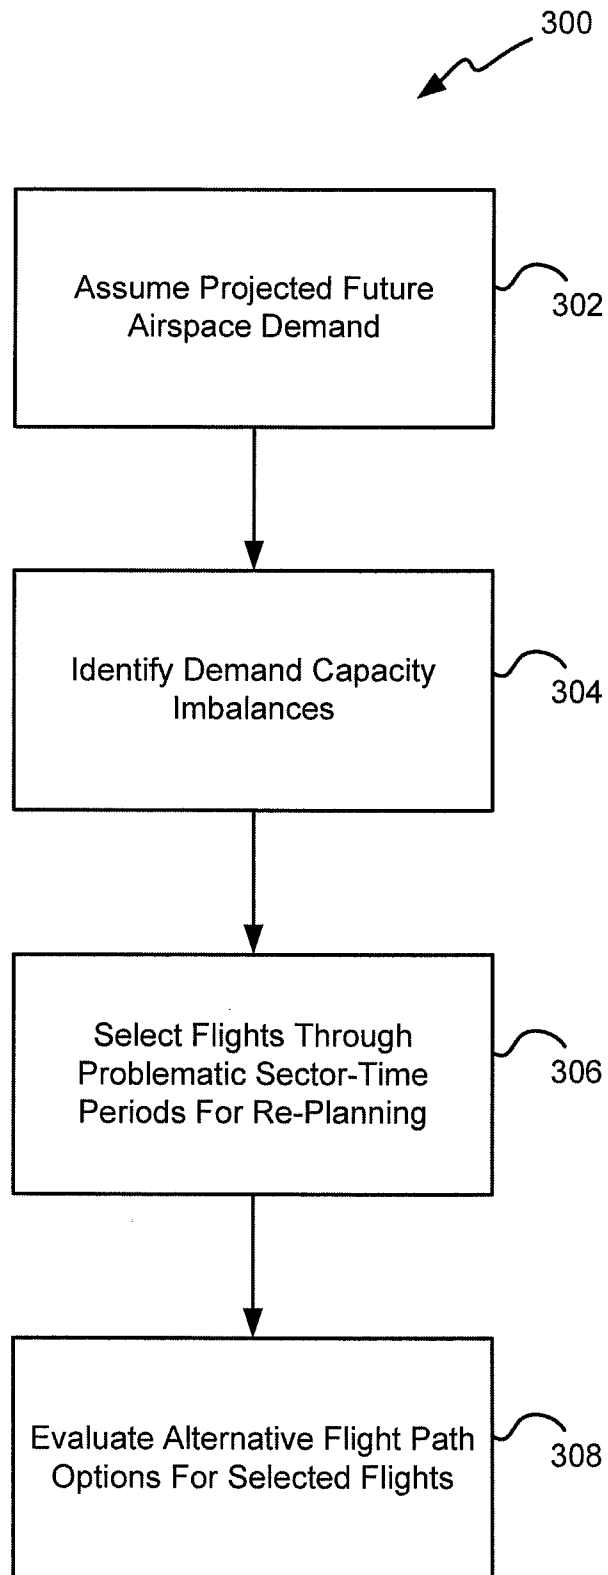 300
Assume Projected Future
Airspace Demand
302
Identify Demand Capacity
Imbalances
304
Select Flights Through
Problematic Sector-Time
Periods For Re-Planning
306
Evaluate Alternative Flight Path
Options For Selected Flights
308